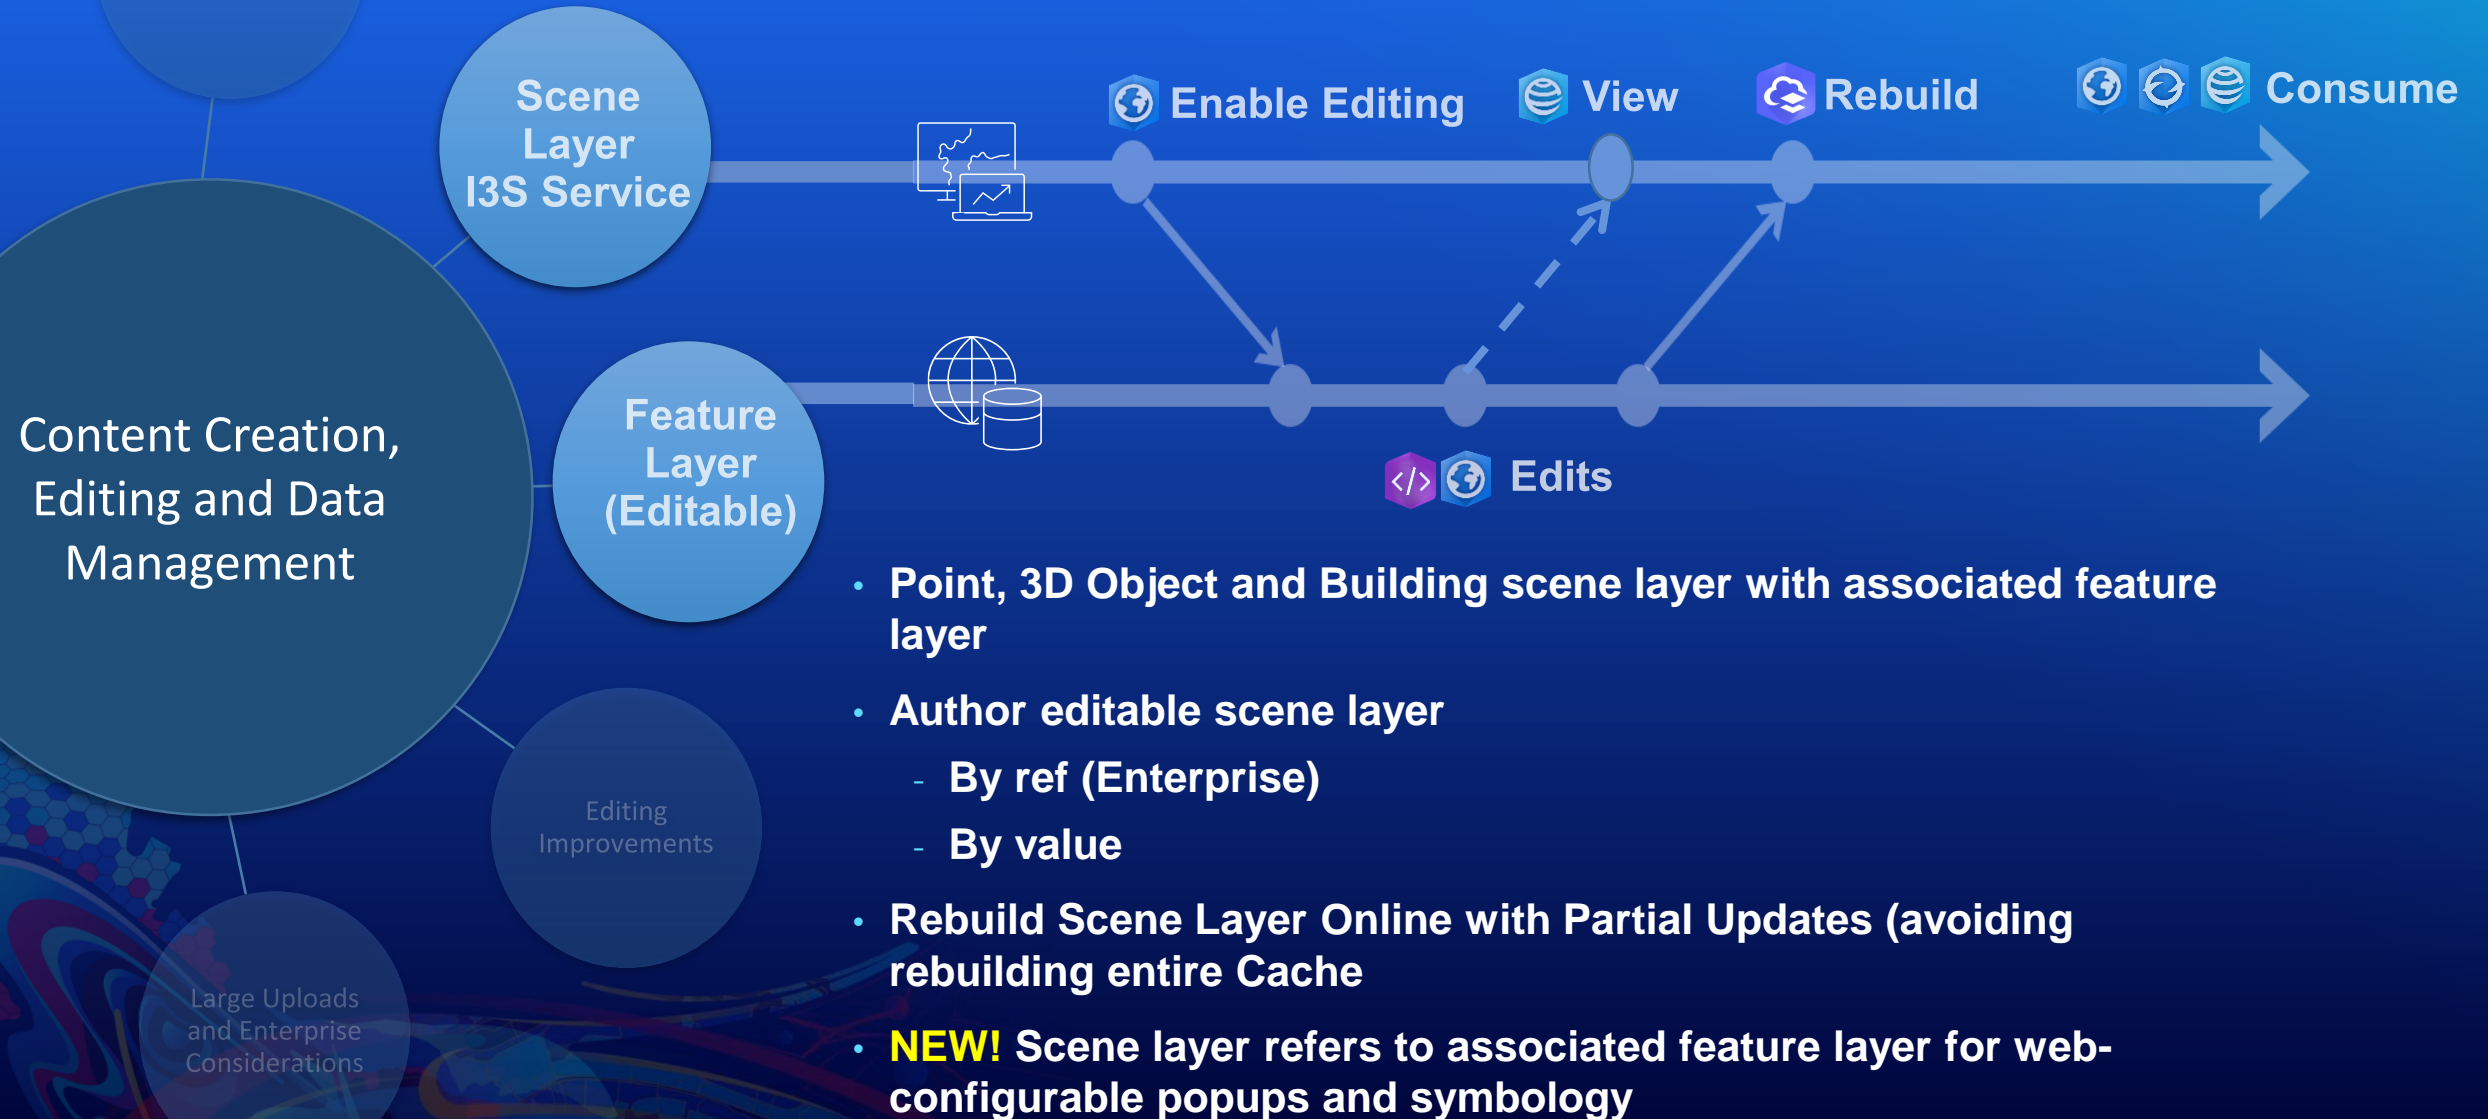 Scene
Layer
I3S Service
Enable Editing
View
Rebuild
Consume
Feature
Layer
(Editable)
Edits
Content Creation,
Editing and Data
Management
Editing
Improvements
Large Uploads
and Enterprise
Considerations
• Point, 3D Object and Building scene layer with associated feature
layer
• Author editable scene layer
- By ref (Enterprise)
- By value
• Rebuild Scene Layer Online with Partial Updates (avoiding
rebuilding entire Cache
• NEW! Scene layer refers to associated feature layer for web-
configurable popups and symbology